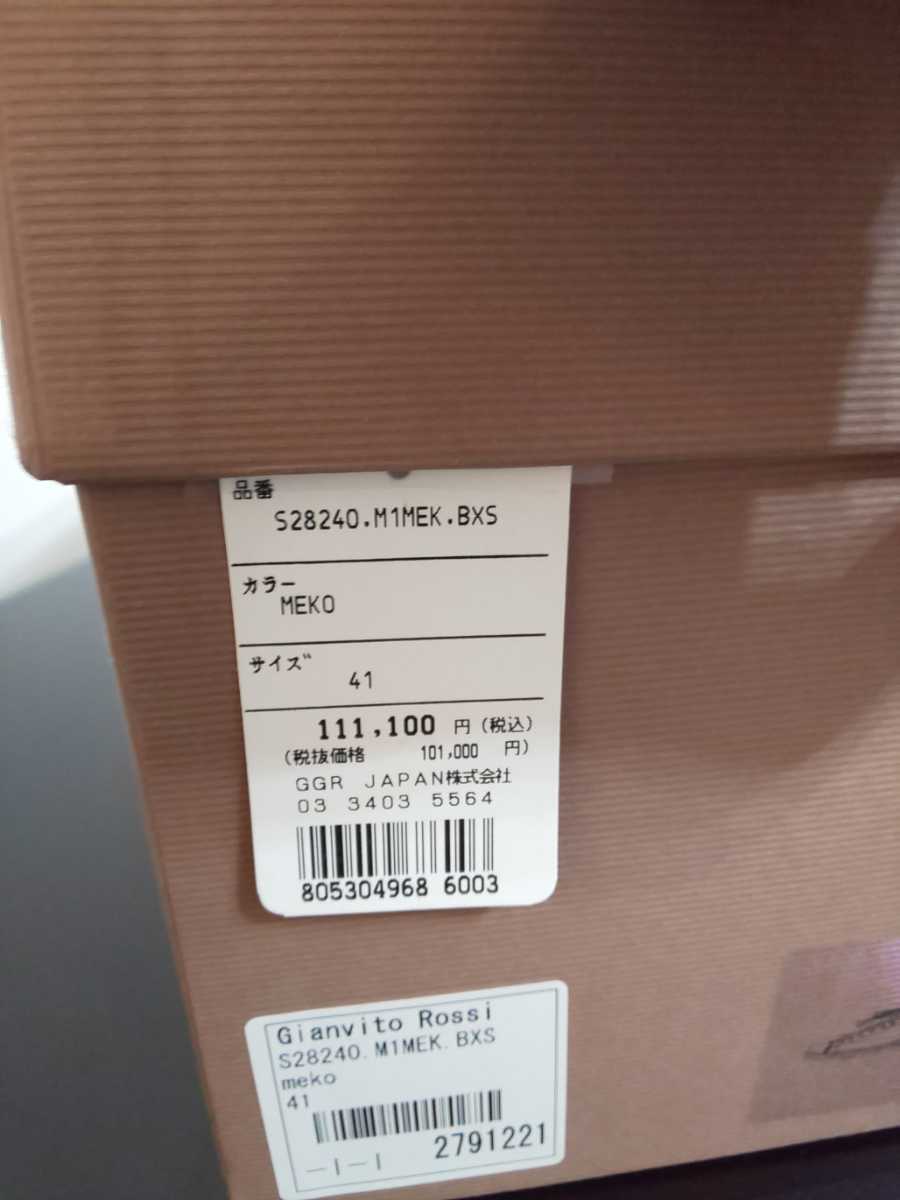 品番
S28240.M1MEK.BXS
カラー
MEKO
サイズ
41
111,100 円(税込)
(税抜価格 101,000 円)
GGR JAPAN株式会社
03 3403 5564
805304968 6003
Gianvito Rossi
S28240.M1MEK.BXS
meko
41
2791221
-I-I